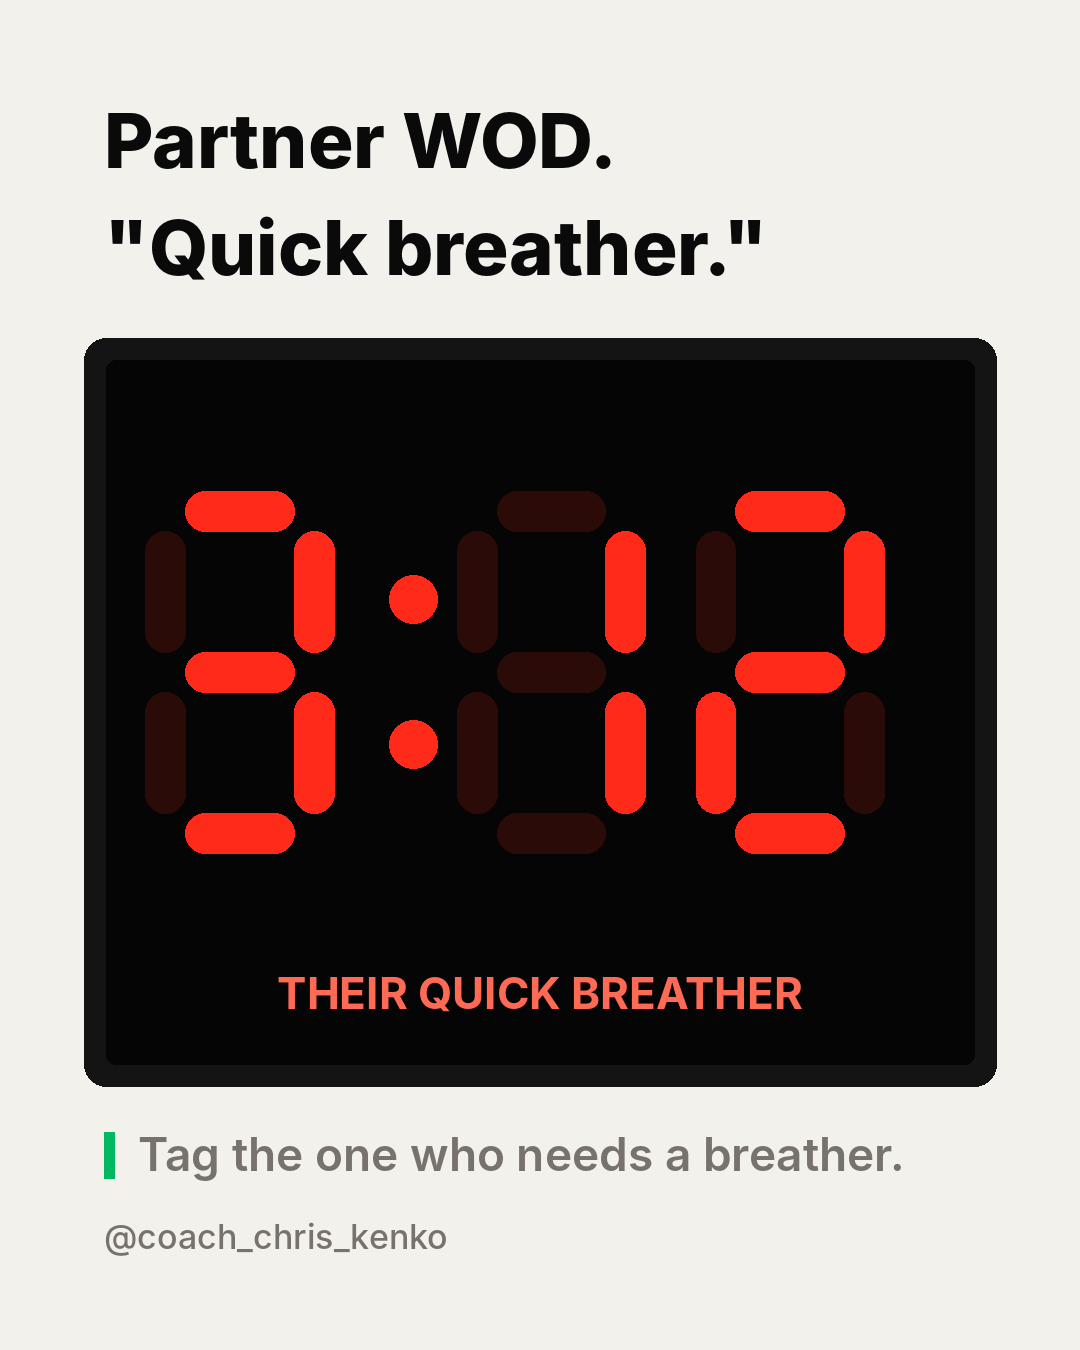 Partner WOD.
"Quick breather."
3:12
THEIR QUICK BREATHER
Tag the one who needs a breather.
@coach_chris_kenko